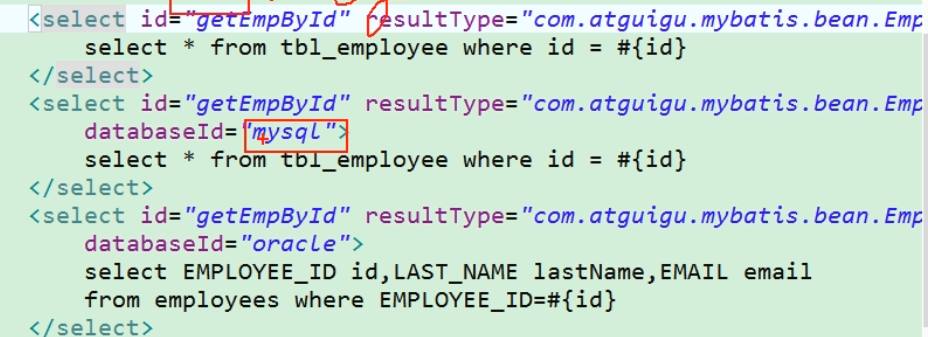 <select id="getEmpById" resultType="com.atguigu.mybatis.bean.Emp
select * from tbl_employee where id = #{id}
</select>
<select id="getEmpById" resultType="com.atguigu.mybatis.bean.Emp
databaseId="mysql">
select * from tbl_employee where id = #{id}
</select>
<select id="getEmpById" resultType="com.atguigu.mybatis.bean.Emp
databaseId="oracle">
select EMPLOYEE_ID id,LAST_NAME lastName,EMAIL email
from employees where EMPLOYEE_ID=#{id}
</select>